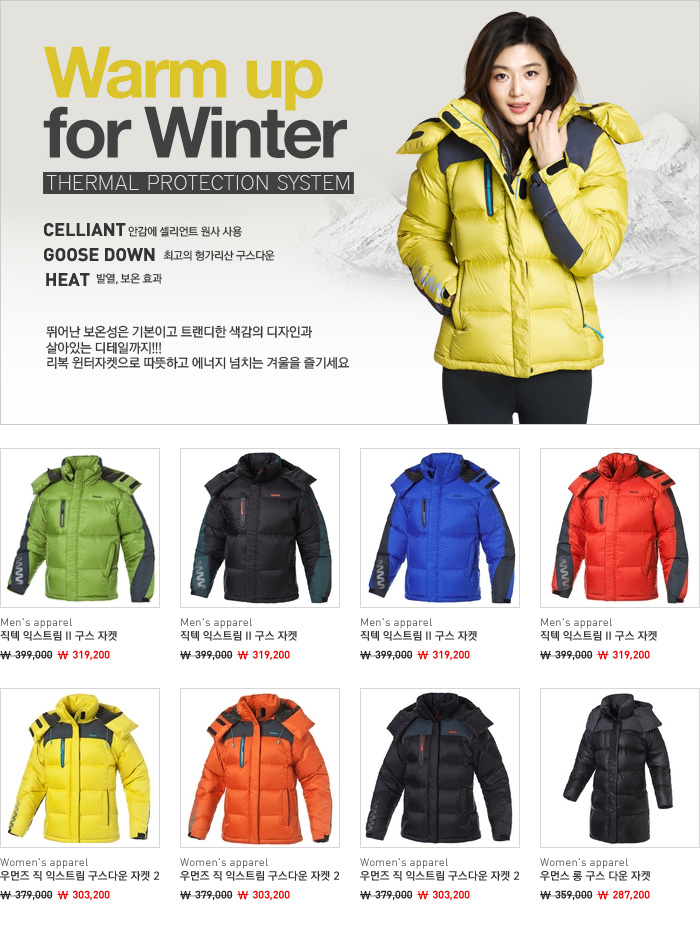 Warm up
for Winter
THERMAL PROTECTION SYSTEM
CELLIANT 안감에 셀리언트 원사 사용
GOOSE DOWN 최고의 헝가리산 구스다운
HEAT 발열, 보온 효과
뛰어난 보온성은 기본이고 트랜디한 색감의 디자인과
살아있는 디테일까지!!!
리복 윈터자켓으로 따뜻하고 에너지 넘치는 겨울을 즐기세요
Men's apparel
직텍 익스트림 II 구스 자켓
₩ 399,000 ₩ 319,200
Men's apparel
직텍 익스트림 II 구스 자켓
₩ 399,000 ₩ 319,200
Men's apparel
직텍 익스트림 II 구스 자켓
₩ 399,000 ₩ 319,200
Men's apparel
직텍 익스트림 II 구스 자켓
₩ 399,000 ₩ 319,200
Women's apparel
우먼즈 직 익스트림 구스다운 자켓 2
₩ 379,000 ₩ 303,200
Women's apparel
우먼즈 직 익스트림 구스다운 자켓 2
₩ 379,000 ₩ 303,200
Women's apparel
우먼즈 직 익스트림 구스다운 자켓 2
₩ 379,000 ₩ 303,200
Women's apparel
우먼스 롱 구스 다운 자켓
₩ 359,000 ₩ 287,200